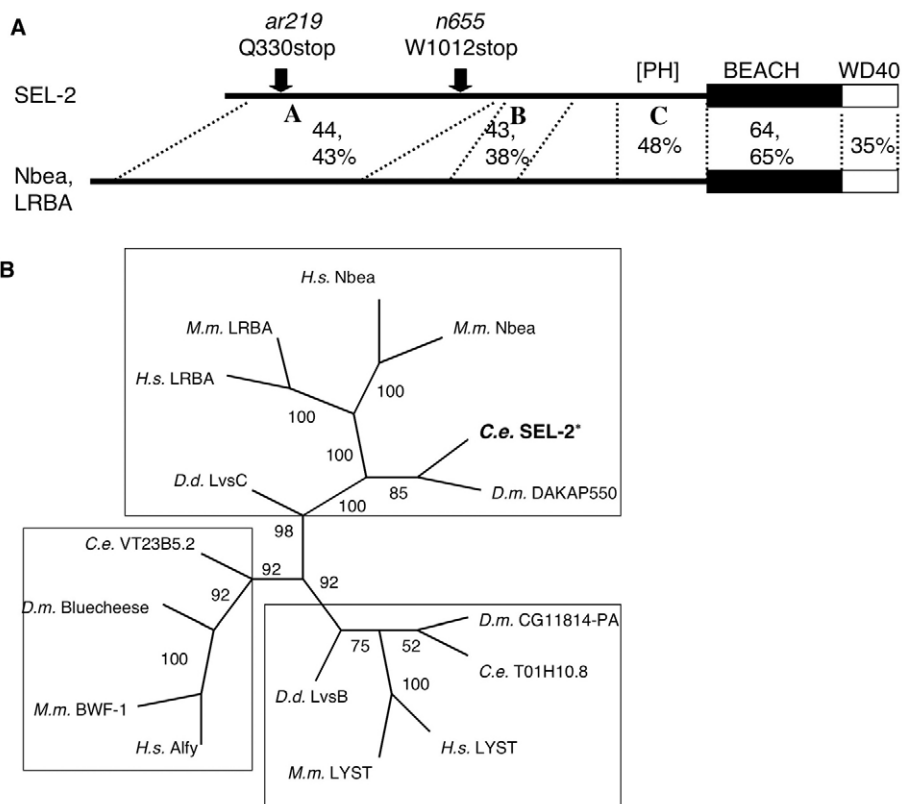 A
ar219
Q330stop
n655
W1012stop
[PH]
BEACH
WD40
SEL-2
A
B
C
44,
43%
43,
38%
48%
64,
65%
35%
Nbea,
LRBA
B
H.s. Nbea
M.m. LRBA
M.m. Nbea
H.s. LRBA
100
100
C.e. SEL-2*
100
D.d. LvsC
85
D.m. DAKAP550
100
98
C.e. VT23B5.2
92
92
92
D.m. Bluecheese
D.m. CG11814-PA
75
52
100
C.e. T01H10.8
100
D.d. LvsB
M.m. BWF-1
H.s. Alfy
H.s. LYST
M.m. LYST